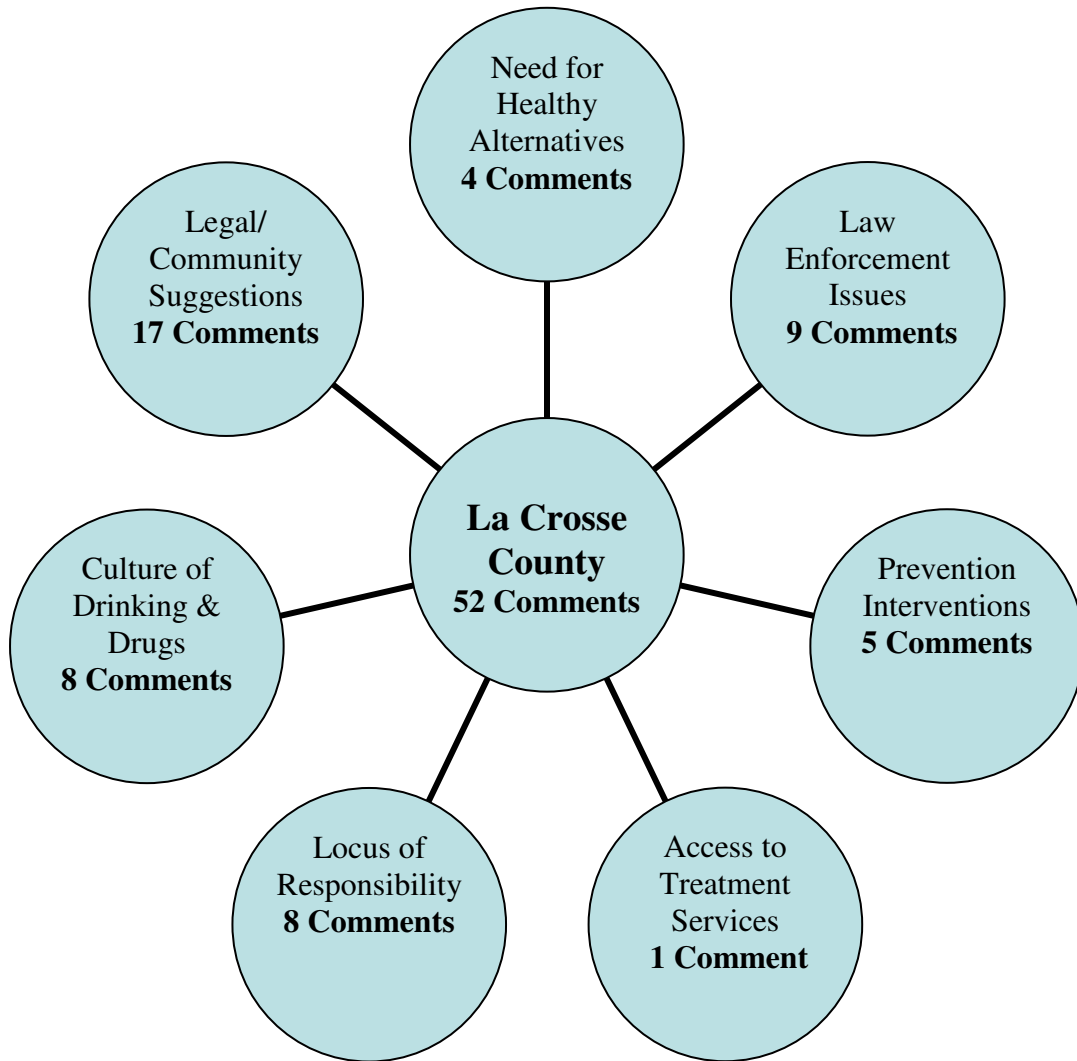 Need for
Healthy
Alternatives
4 Comments
Legal/
Community
Suggestions
17 Comments
Law
Enforcement
Issues
9 Comments
La Crosse
County
52 Comments
Culture of
Drinking &
Drugs
8 Comments
Prevention
Interventions
5 Comments
Locus of
Responsibility
8 Comments
Access to
Treatment
Services
1 Comment